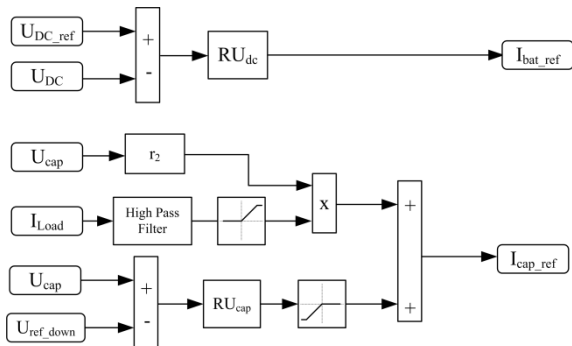 U_DC_ref
+
-
U_DC
RU_dc
I_bat_ref
U_cap
r_2
I_Load
High Pass
Filter
x
+
+
I_cap_ref
U_cap
+
-
U_ref_down
RU_cap